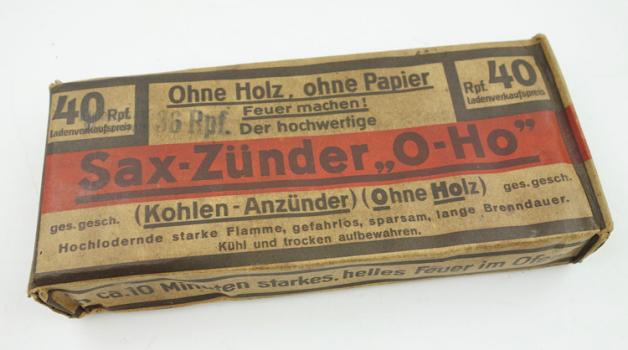 Ohne Holz, ohne Papier
Feuer machen!
Der hochwertige
40 Rpf.
Ladenverkaufspreis
36 Rpf.
Rpf. 40
Ladenverkaufspreis
Sax-Zünder „O-Ho”
ges. gesch. (Kohlen-Anzünder) (Ohne Holz) ges. gesch.
Hochlodernde starke Flamme, gefahrlos, sparsam, lange Brenndauer.
Kühl und trocken aufbewahren.
ca. 10 Minuten starkes, helles Feuer im